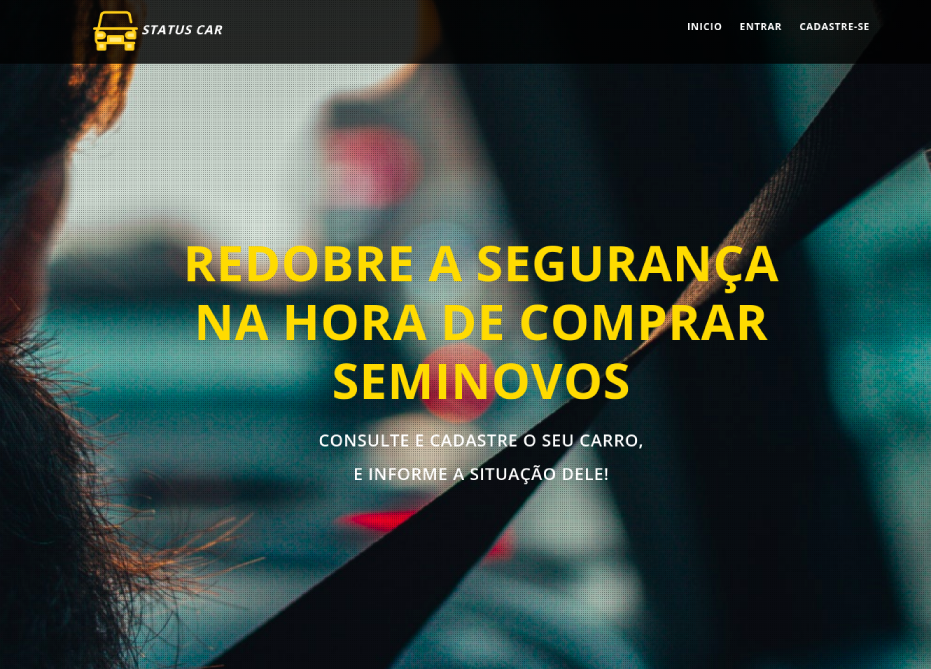 STATUS CAR
INICIO ENTRAR CADASTRE-SE
REDOBRE A SEGURANÇA
NA HORA DE COMPRAR
SEMINOVOS
CONSULTE E CADASTRE O SEU CARRO,
E INFORME A SITUAÇÃO DELE!